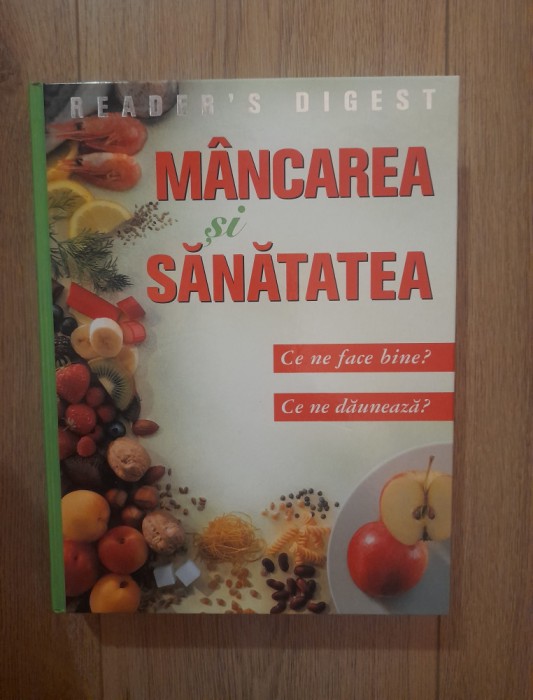 READER'S DIGEST
MÂNCAREA
și
SĂNĂTATEA
Ce ne face bine?
Ce ne dăunează?